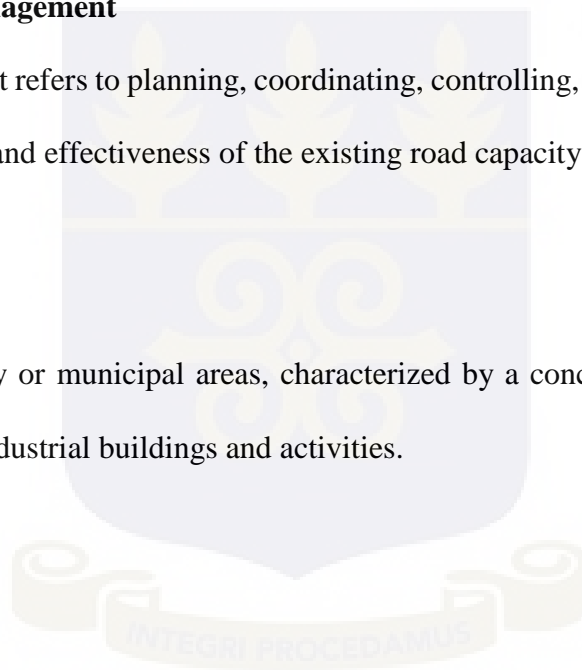 agement
t refers to planning, coordinating, controlling,
and effectiveness of the existing road capacity
y or municipal areas, characterized by a conc
dustrial buildings and activities.
INTEGRI PROCEDAMUS